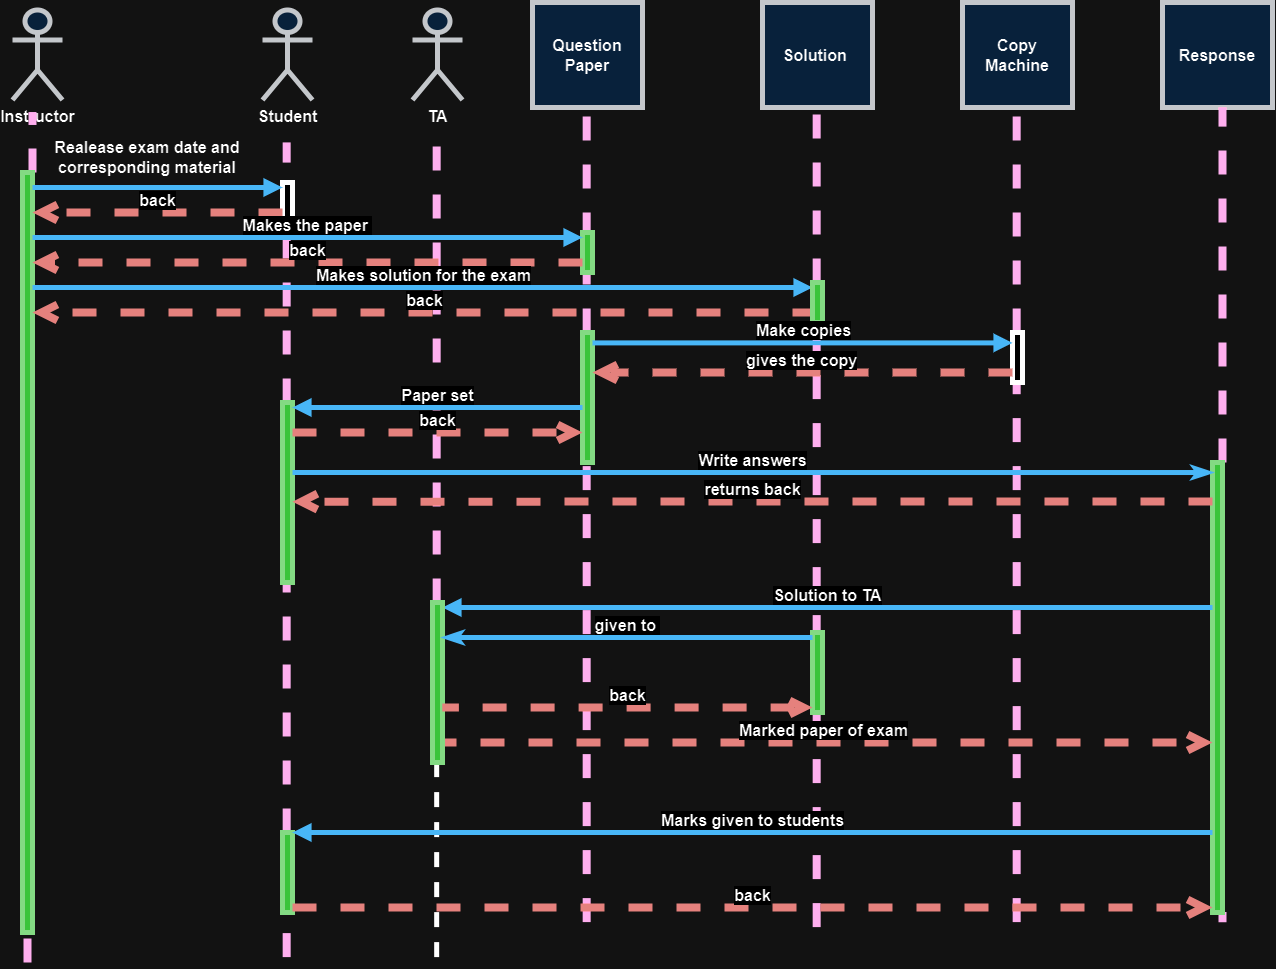 Instructor
Student
TA
Question
Paper
Solution
Copy
Machine
Response
Realease exam date and
corresponding material
back
Makes the paper
back
Makes solution for the exam
back
Make copies
gives the copy
Paper set
back
Write answers
returns back
Solution to TA
given to
back
Marked paper of exam
Marks given to students
back